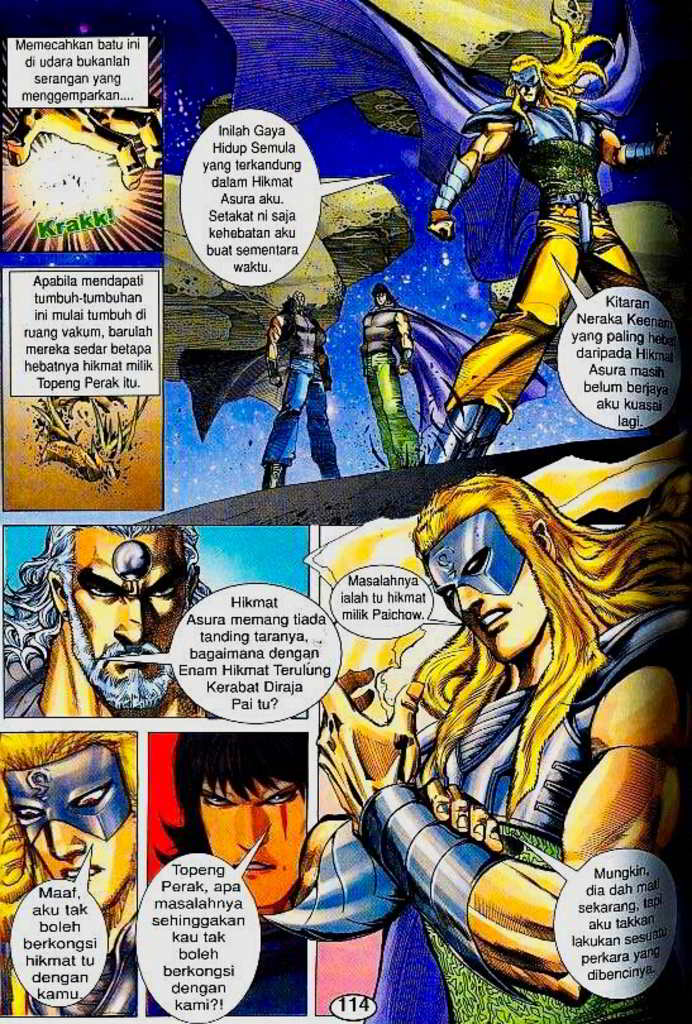 Memecahkan batu ini
di udara bukanlah
serangan yang
menggemparkan....
Krakk!
Inilah Gaya
Hidup Semula
yang terkandung
dalam Hikmat
Asura aku.
Setakat ni saja
kehebatan aku
buat sementara
waktu.
Apabila mendapati
tumbuh-tumbuhan
ini mulai tumbuh di
ruang vakum, barulah
mereka sedar betapa
hebatnya hikmat milik
Topeng Perak itu.
Kitaran
Neraka Keenam
yang paling hebat
daripada Hikmat
Asura masih
belum berjaya
aku kuasai
lagi.
Hikmat
Asura memang tiada
tanding taranya,
bagaimana dengan
Enam Hikmat Terulung
Kerabat Diraja
Pai tu?
Masalahnya
ialah tu hikmat
milik Paichow.
Maaf,
aku tak
boleh
berkongsi
hikmat tu
dengan
kamu.
Topeng
Perak, apa
masalahnya
sehinggakan
kau tak
boleh
berkongsi
dengan
kami?!
Mungkin,
dia dah mati
sekarang, tapi
aku takkan
lakukan sesuatu
perkara yang
dibencinya.
114